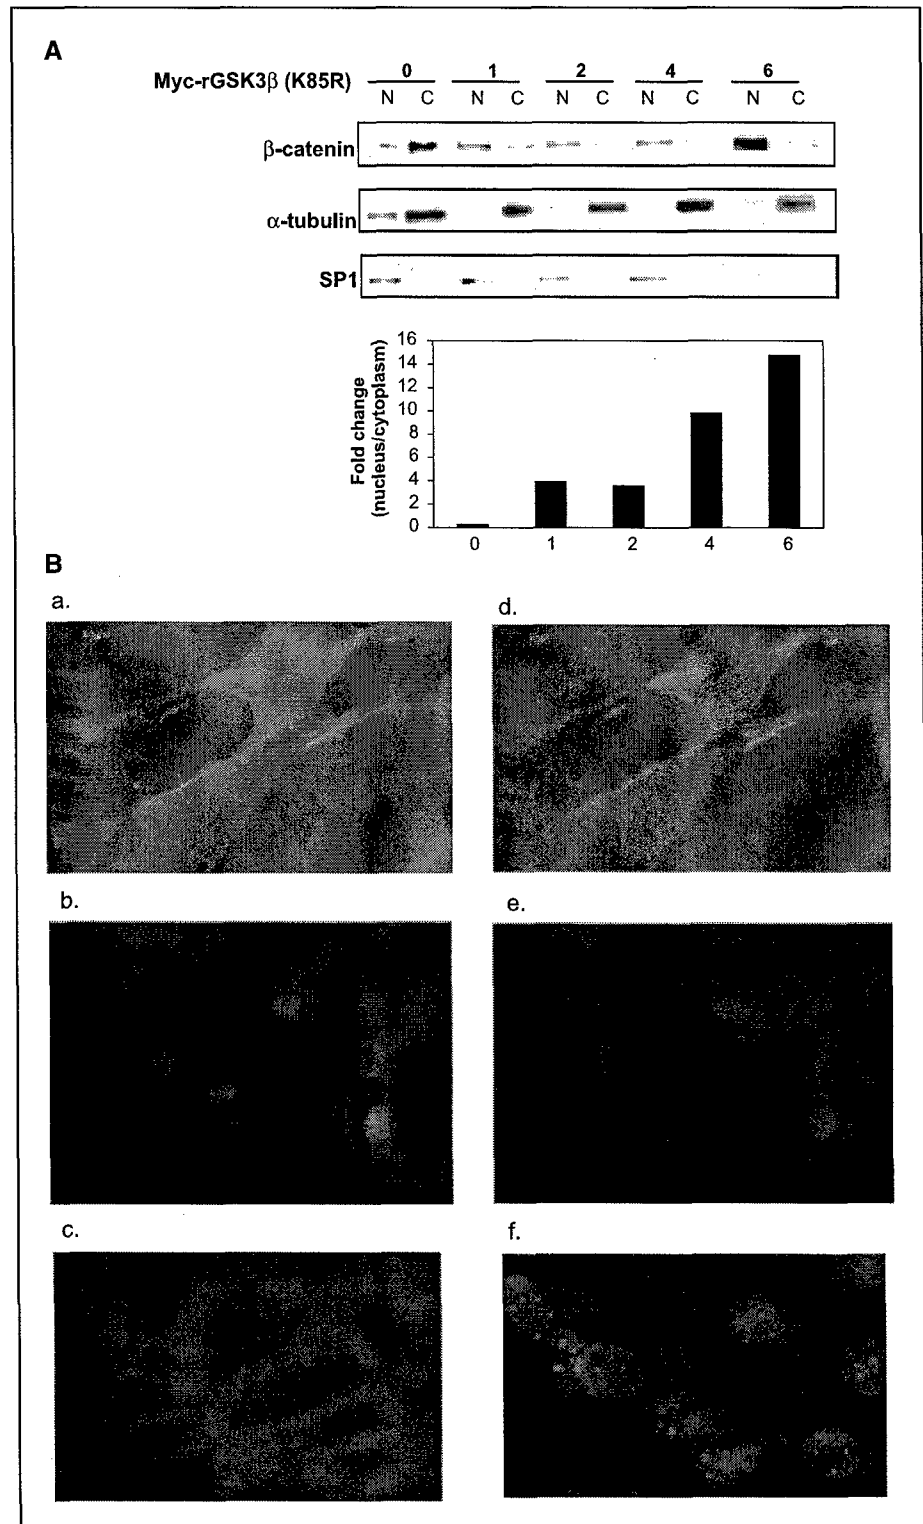 A
Myc-rGSK3β (K85R) 0 1 2 4 6
N C N C N C N C N C
β-catenin
α-tubulin
SP1
Fold change
(nucleus/cytoplasm)
16
14
12
10
8
6
4
2
0
0 1 2 4 6
B
a. d.
b. e.
c. f.